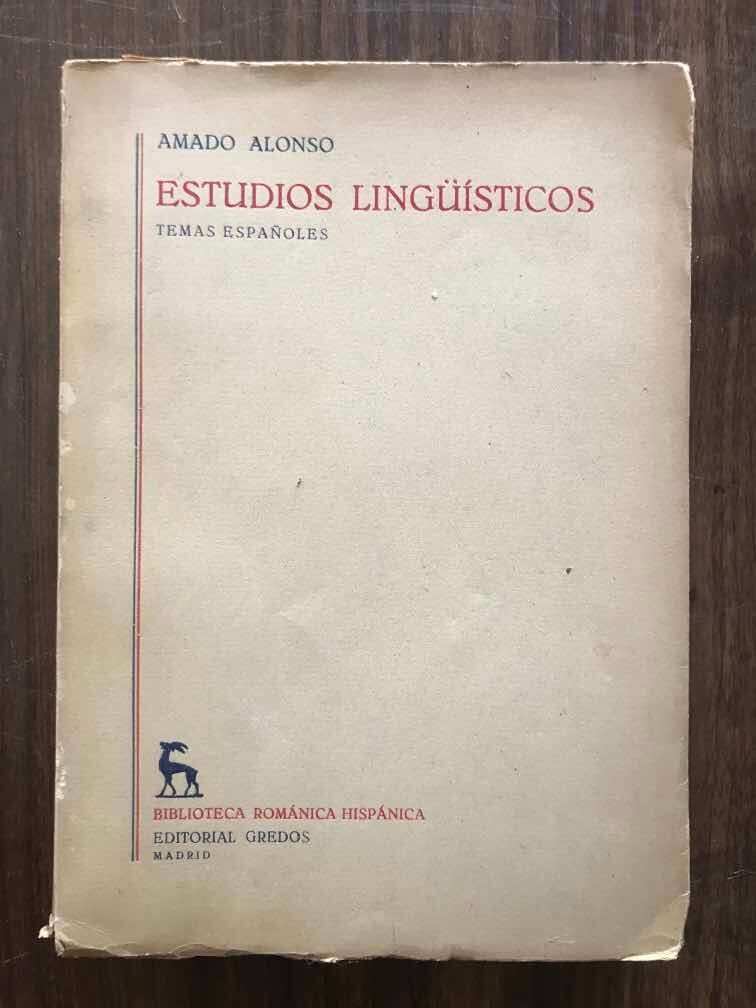 AMADO ALONSO
ESTUDIOS LINGÜÍSTICOS
TEMAS ESPAÑOLES
BIBLIOTECA ROMÁNICA HISPÁNICA
EDITORIAL GREDOS
MADRID